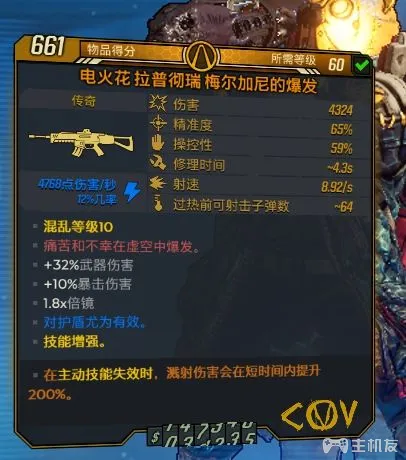 661 物品得分 所需等级 60
电火花 拉普彻瑞 梅尔加尼的爆发
传奇
伤害 4324
精准度 65%
操控性 59%
修理时间 ~4.3s
射速 8.92/s
过热前可射击子弹数 ~64
4768点伤害/秒
12%几率
混乱等级10
痛苦和不幸在虚空中爆发。
+32%武器伤害
+10%暴击伤害
1.8x倍镜
对护盾尤为有效。
技能增强。
在主动技能失效时，溅射伤害会在短时间内提升
200%。
COV
$
主机友